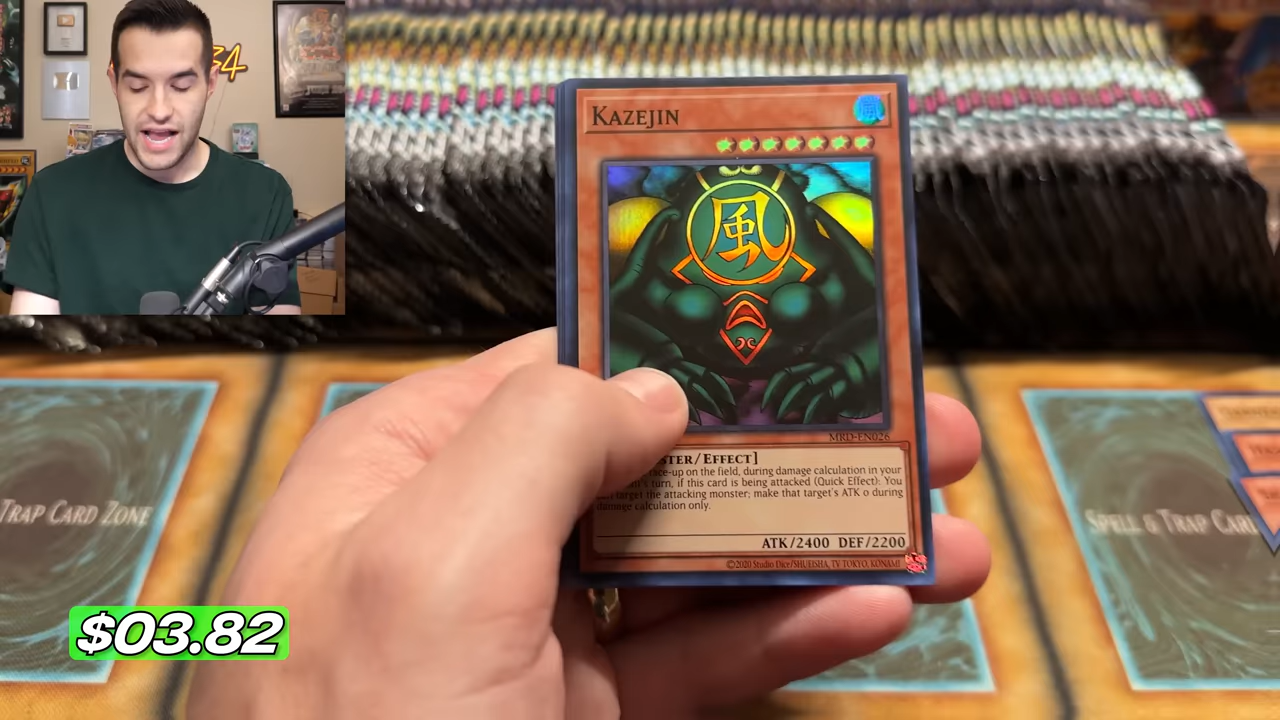 34
KAZEJIN
風
風
MRD-EN026
STER/EFFECT]
ce-up on the field, during damage calculation in your
turn, if this card is being attacked (Quick Effect): You
target the attacking monster; make that target's ATK 0 during
damage calculation only.
ATK/2400 DEF/2200
©2020 Studio Dice/SHUEISHA, TV TOKYO, KONAMI
TRAP CARD ZONE
SPELL & TRAP CARD
$03.82